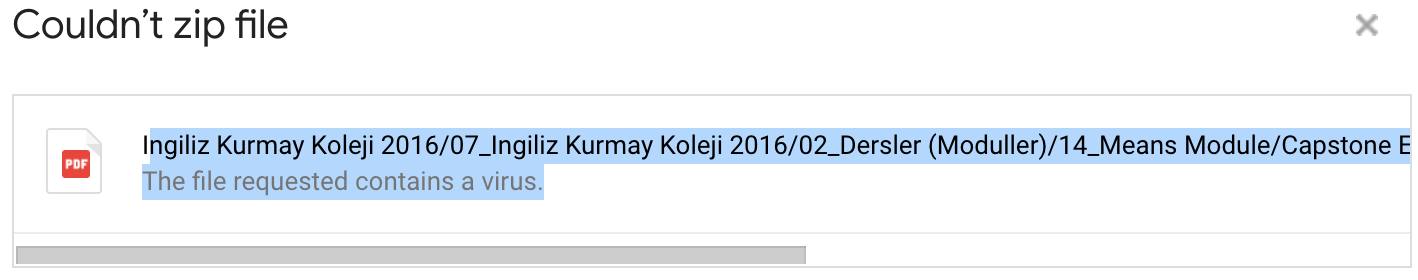 Couldn't zip file
PDF
Ingiliz Kurmay Koleji 2016/07_Ingiliz Kurmay Koleji 2016/02_Dersler (Moduller)/14_Means Module/Capstone E
The file requested contains a virus.